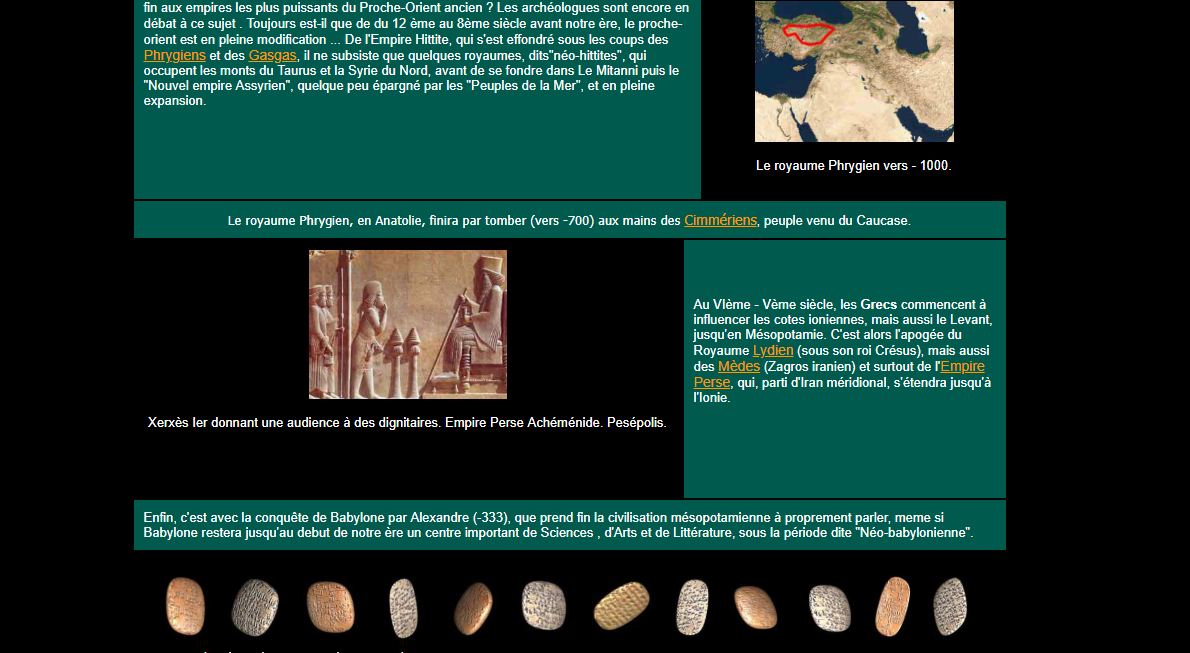 fin aux empires les plus puissants du Proche-Orient ancien ? Les archéologues sont encore en
débat à ce sujet . Toujours est-il que de du 12 ème au 8ème siècle avant notre ère, le proche-
orient est en pleine modification ... De l'Empire Hittite, qui s'est effondré sous les coups des
Phrygiens et des Gasgas, il ne subsiste que quelques royaumes, dits"néo-hittites", qui
occupent les monts du Taurus et la Syrie du Nord, avant de se fondre dans Le Mitanni puis le
"Nouvel empire Assyrien", quelque peu épargné par les "Peuples de la Mer", et en pleine
expansion.
Le royaume Phrygien vers - 1000.
Le royaume Phrygien, en Anatolie, finira par tomber (vers -700) aux mains des Cimmériens, peuple venu du Caucase.
Xerxès Ier donnant une audience à des dignitaires. Empire Perse Achéménide. Pesépolis.
Au VIème - Vème siècle, les Grecs commencent à
influencer les cotes ioniennes, mais aussi le Levant,
jusqu'en Mésopotamie. C'est alors l'apogée du
Royaume Lydien (sous son roi Crésus), mais aussi
des Mèdes (Zagros iranien) et surtout de l'Empire
Perse, qui, parti d'Iran méridional, s'étendra jusqu'à
l'Ionie.
Enfin, c'est avec la conquête de Babylone par Alexandre (-333), que prend fin la civilisation mésopotamienne à proprement parler, meme si
Babylone restera jusqu'au debut de notre ère un centre important de Sciences , d'Arts et de Littérature, sous la période dite "Néo-babylonienne".